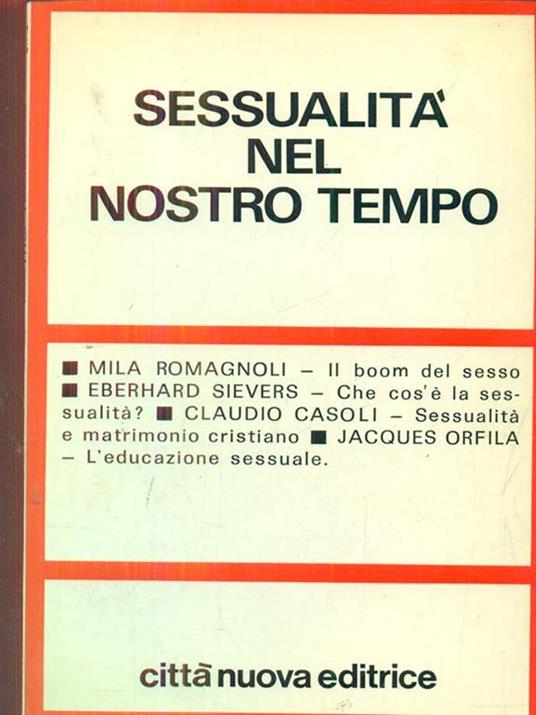 SESSUALITA'
NEL
NOSTRO TEMPO
■ MILA ROMAGNOLI – Il boom del sesso
■ EBERHARD SIEVERS – Che cos'è la ses-
sualità? ■ CLAUDIO CASOLI – Sessualità
e matrimonio cristiano ■ JACQUES ORFILA
– L'educazione sessuale.
città nuova editrice